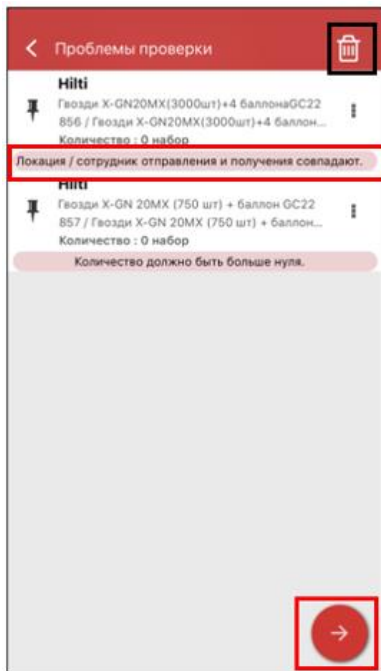 Проблемы проверки
Hilti
Гвозди X-GN20MX(3000шт)+4 баллонаGC22
856 / Гвозди X-GN20MX(3000шт)+4 баллон...
Количество : 0 набор
Локация / сотрудник отправления и получения совпадают.
Hilti
Гвозди X-GN 20MX (750 шт) + баллон GC22
857 / Гвозди X-GN 20MX (750 шт) + баллон...
Количество : 0 набор
Количество должно быть больше нуля.